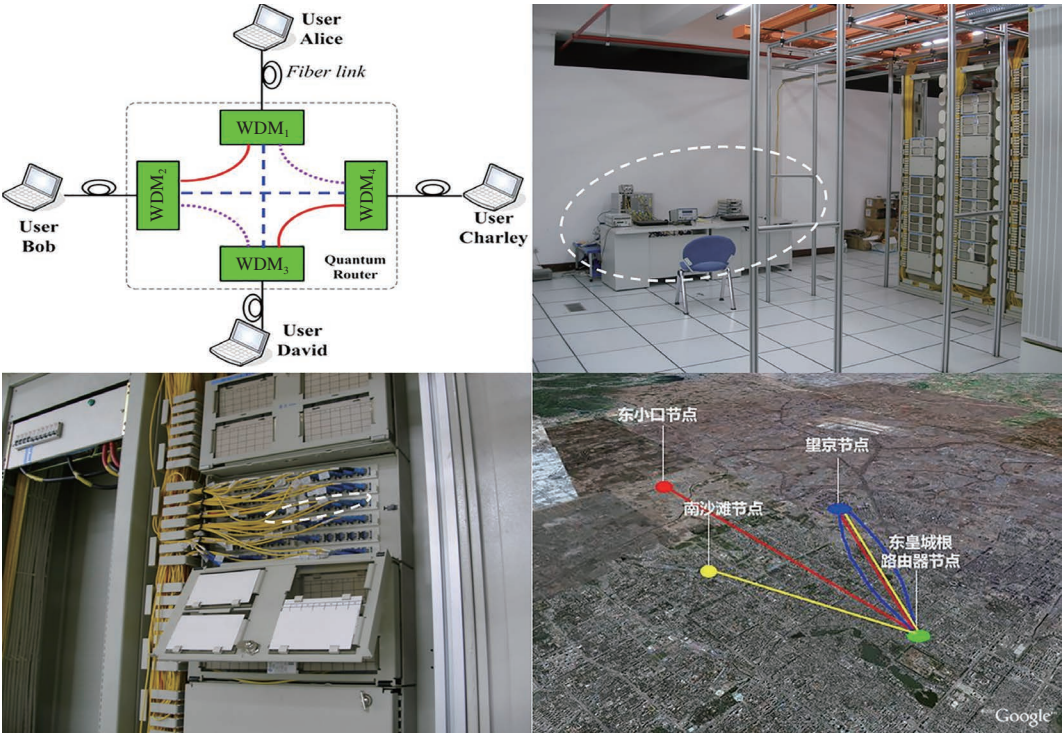 User
Alice
Fiber link
WDM₁
WDM₂
WDM₄
User
Bob
User
Charley
WDM₃
Quantum
Router
User
David
东小口节点
望京节点
南沙滩节点
东皇城根
路由器节点
Google